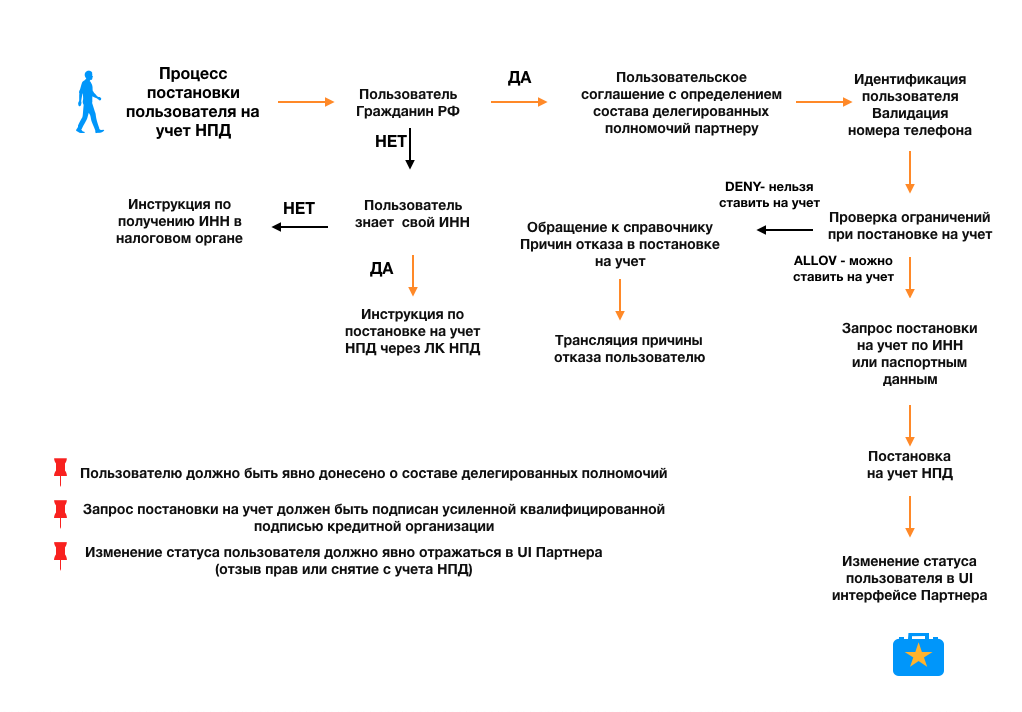 Процесс
постановки
пользователя на
учет НПД
Пользователь
Гражданин РФ
ДА
Пользовательское
соглашение с определением
состава делегированных
полномочий партнеру
Идентификация
пользователя
Валидация
номера телефона
НЕТ
Инструкция по
получению ИНН в
налоговом органе
НЕТ
Пользователь
знает свой ИНН
ДА
Инструкция по
постановке на учет
НПД через ЛК НПД
DENY- нельзя
ставить на учет
Проверка ограничений
при постановке на учет
Обращение к справочнику
Причин отказа в постановке
на учет
Трансляция причины
отказа пользователю
ALLOV - можно
ставить на учет
Запрос постановки
на учет по ИНН
или паспортным
данным
Постановка
на учет НПД
Изменение статуса
пользователя в UI
интерфейсе Партнера
Пользователю должно быть явно донесено о составе делегированных полномочий
Запрос постановки на учет должен быть подписан усиленной квалифицированной
подписью кредитной организации
Изменение статуса пользователя должно явно отражаться в UI Партнера
(отзыв прав или снятие с учета НПД)